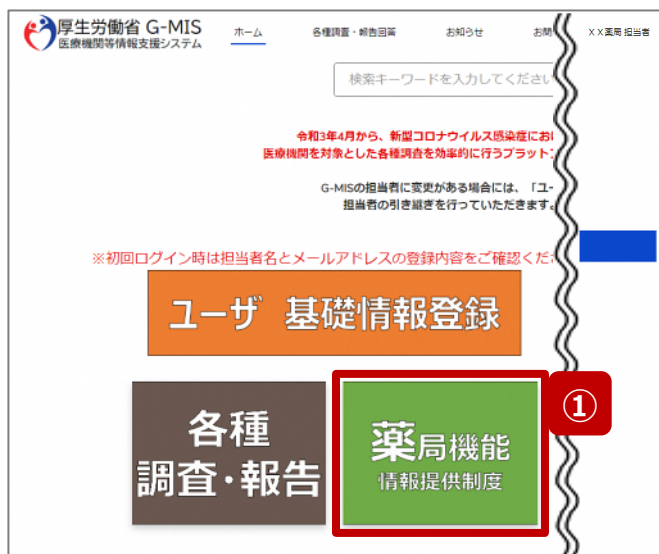 厚生労働省 G-MIS
医療機関等情報支援システム
ホーム
各種調査・報告回答
お知らせ
お問
XX薬局 担当者
検索キーワードを入力してください
令和3年4月から、新型コロナウイルス感染症にお
医療機関を対象とした各種調査を効率的に行うプラット
G-MISの担当者に変更がある場合には、「ユー
担当者の引き継ぎを行っていただきます。
※初回ログイン時は担当者名とメールアドレスの登録内容をご確認くだ
ユーザ 基礎情報登録
各種
調査・報告
薬局機能
情報提供制度
①